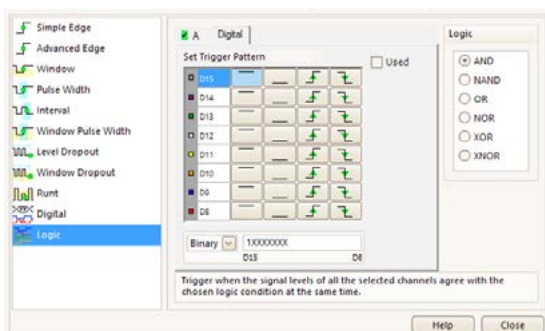 Simple Edge
Advanced Edge
Window
Pulse Width
Interval
Window Pulse Width
Level Dropout
Window Dropout
Runt
Digital
Logic
A Digital
Set Trigger Pattern
Used
D15
D14
D13
D12
D11
D10
D9
D8
Binary 1XXXXXXX
D15 D8
Logic
AND
NAND
OR
NOR
XOR
XNOR
Trigger when the signal levels of all the selected channels agree with the
chosen logic condition at the same time.
Help Close